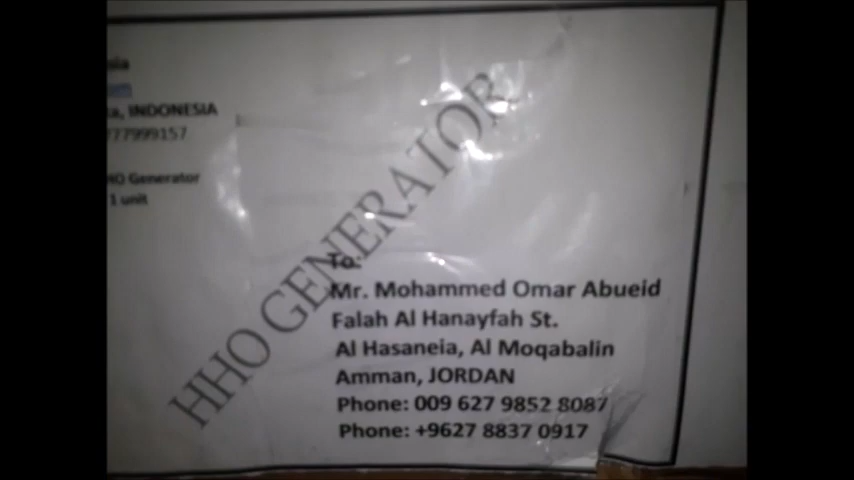 INDONESIA
77999157
HO Generator
1 unit
HHO GENERATOR
To:
Mr. Mohammed Omar Abueid
Falah Al Hanayfah St.
Al Hasaneia, Al Moqabalin
Amman, JORDAN
Phone: 009 627 9852 8087
Phone: +9627 8837 0917